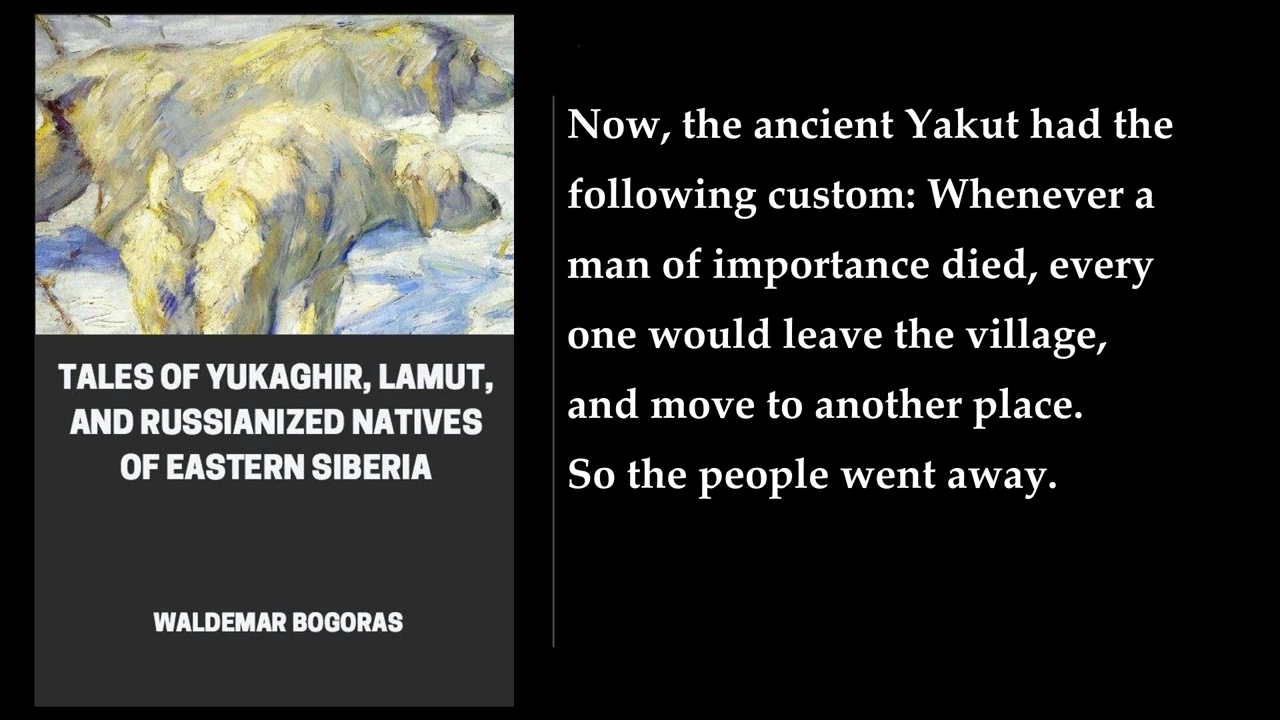 TALES OF YUKAGHIR, LAMUT,
AND RUSSIANIZED NATIVES
OF EASTERN SIBERIA
WALDEMAR BOGORAS
Now, the ancient Yakut had the
following custom: Whenever a
man of importance died, every
one would leave the village,
and move to another place.
So the people went away.